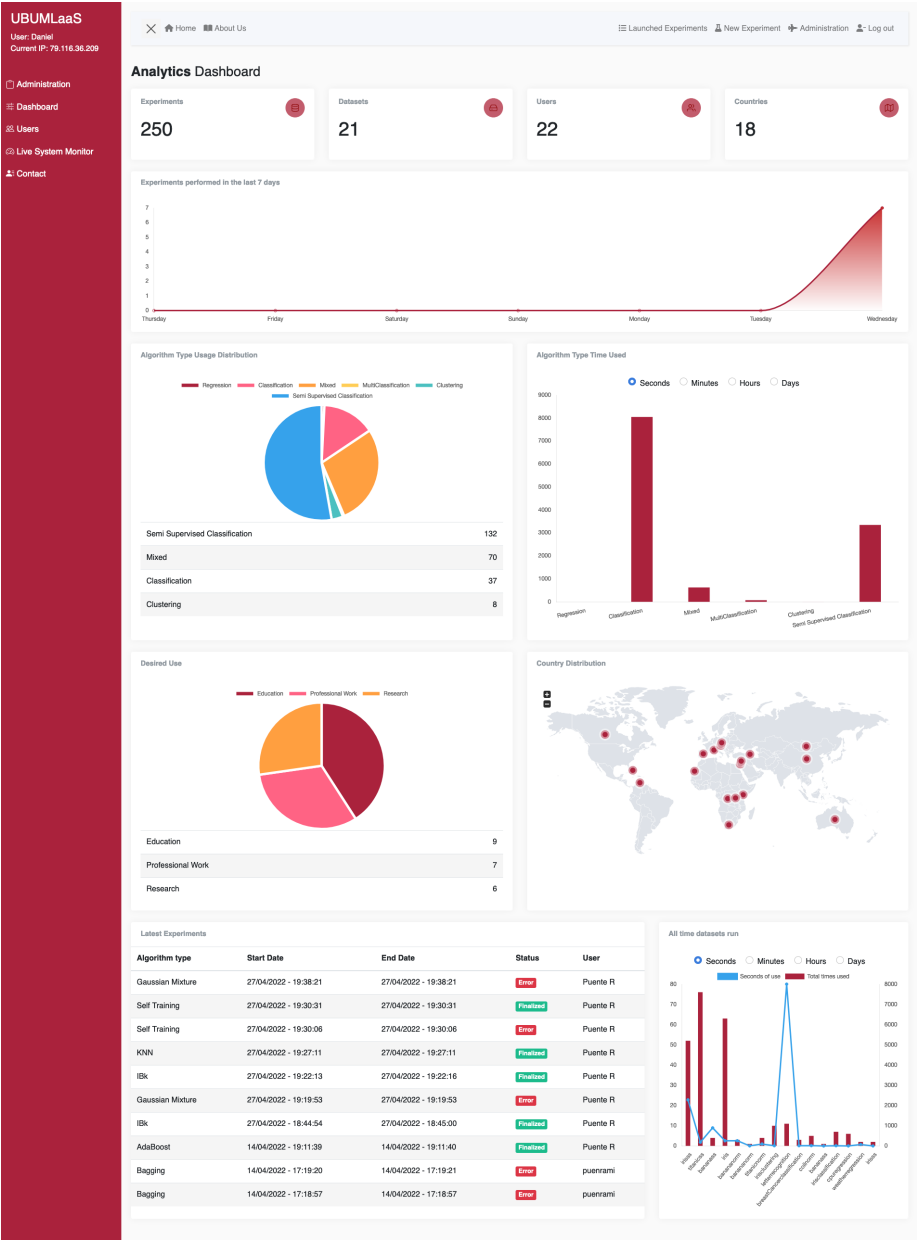 UBUMLaaS
User: Daniel
Current IP: 79.116.36.209
Administration
Dashboard
Users
Live System Monitor
Contact
Home About Us Launched Experiments New Experiment Administration Log out
Analytics Dashboard
Experiments
250
Datasets
21
Users
22
Countries
18
Experiments performed in the last 7 days
7
6
5
4
3
2
1
0
Thursday Friday Saturday Sunday Monday Tuesday Wednesday
Algorithm Type Usage Distribution
Regression Classification Mixed MultiClassification Clustering
Semi Supervised Classification
Semi Supervised Classification 132
Mixed 70
Classification 37
Clustering 8
Algorithm Type Time Used
Seconds Minutes Hours Days
9000
8000
7000
6000
5000
4000
3000
2000
1000
0
Regression Classification Mixed MultiClassification Clustering Semi Supervised Classification
Desired Use
Education Professional Work Research
Education 9
Professional Work 7
Research 6
Country Distribution
+
−
Latest Experiments
Algorithm type Start Date End Date Status User
Gaussian Mixture 27/04/2022 - 19:38:21 27/04/2022 - 19:38:21 Error Puente R
Self Training 27/04/2022 - 19:30:31 27/04/2022 - 19:30:31 Finalized Puente R
Self Training 27/04/2022 - 19:30:06 27/04/2022 - 19:30:06 Error Puente R
KNN 27/04/2022 - 19:27:11 27/04/2022 - 19:27:11 Finalized Puente R
IBk 27/04/2022 - 19:22:13 27/04/2022 - 19:22:16 Finalized Puente R
Gaussian Mixture 27/04/2022 - 19:19:53 27/04/2022 - 19:19:53 Error Puente R
IBk 27/04/2022 - 18:44:54 27/04/2022 - 18:45:00 Finalized Puente R
AdaBoost 14/04/2022 - 19:11:39 14/04/2022 - 19:11:40 Finalized Puente R
Bagging 14/04/2022 - 17:19:20 14/04/2022 - 17:19:21 Error puenrami
Bagging 14/04/2022 - 17:18:57 14/04/2022 - 17:18:57 Error puenrami
All time datasets run
Seconds Minutes Hours Days
Seconds of use Total times used
80 8000
70 7000
60 6000
50 5000
40 4000
30 3000
20 2000
10 1000
0 0
letterrecognition breastCancerclassification irisclassification weatherregression